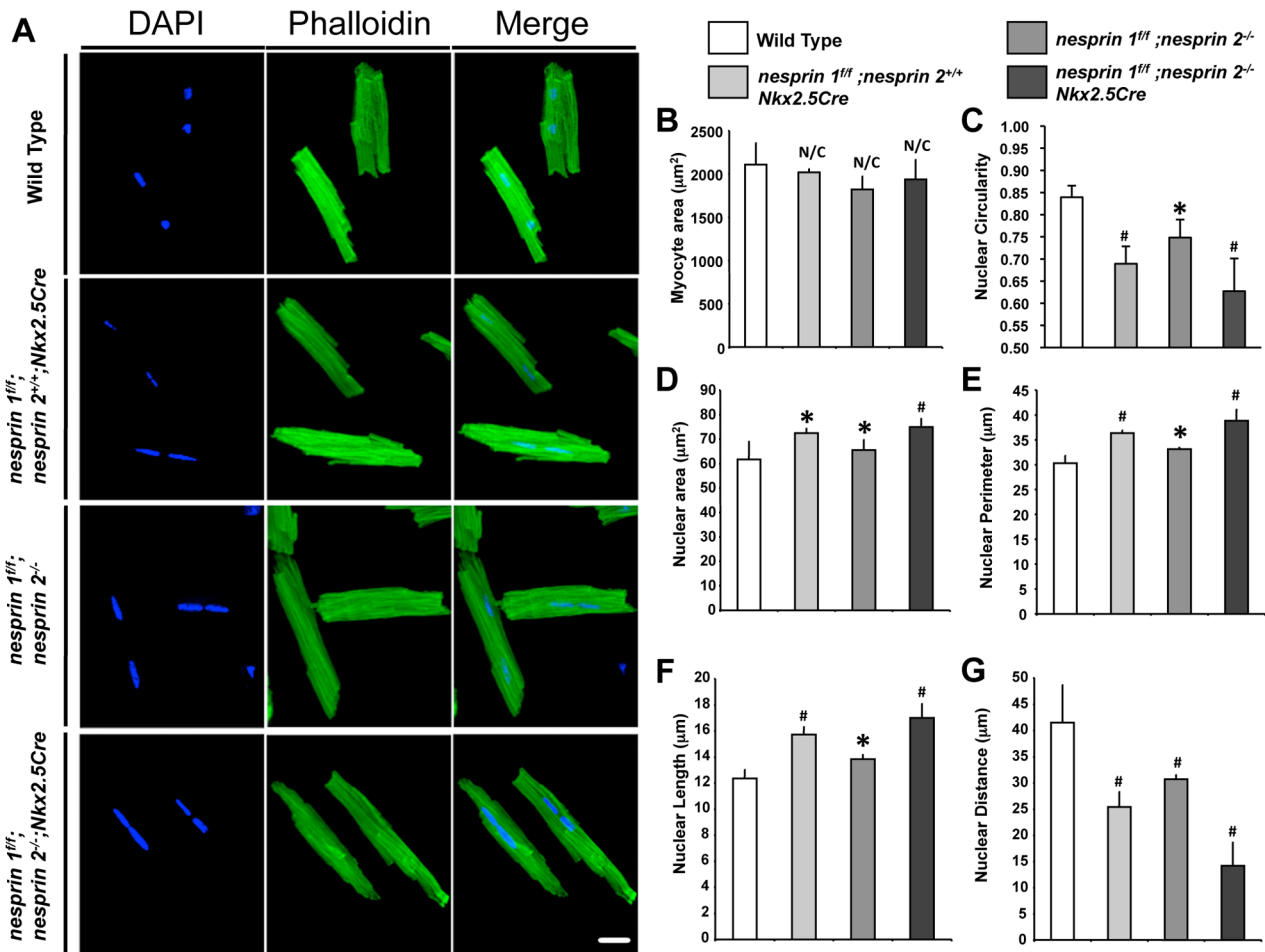 A
DAPI Phalloidin Merge
Wild Type
nesprin 1f/f;
nesprin 2+/+;Nkx2.5Cre
nesprin 1f/f;
nesprin 2-/-
nesprin 1f/f;
nesprin 2-/-;Nkx2.5Cre
Wild Type
nesprin 1f/f ;nesprin 2+/+
Nkx2.5Cre
nesprin 1f/f ;nesprin 2-/-
nesprin 1f/f ;nesprin 2-/-
Nkx2.5Cre
B
Myocyte area (μm²)
2500
2000
1500
1000
500
0
N/C N/C N/C
C
Nuclear Circularity
1.00
0.95
0.90
0.85
0.80
0.75
0.70
0.65
0.60
0.55
0.50
# * #
D
Nuclear area (μm²)
90
80
70
60
50
40
30
20
10
0
* * #
E
Nuclear Perimeter (μm)
45
40
35
30
25
20
15
10
5
0
# * #
F
Nuclear Length (μm)
20
18
16
14
12
10
8
6
4
2
0
# * #
G
Nuclear Distance (μm)
50
45
40
35
30
25
20
15
10
5
0
# # #